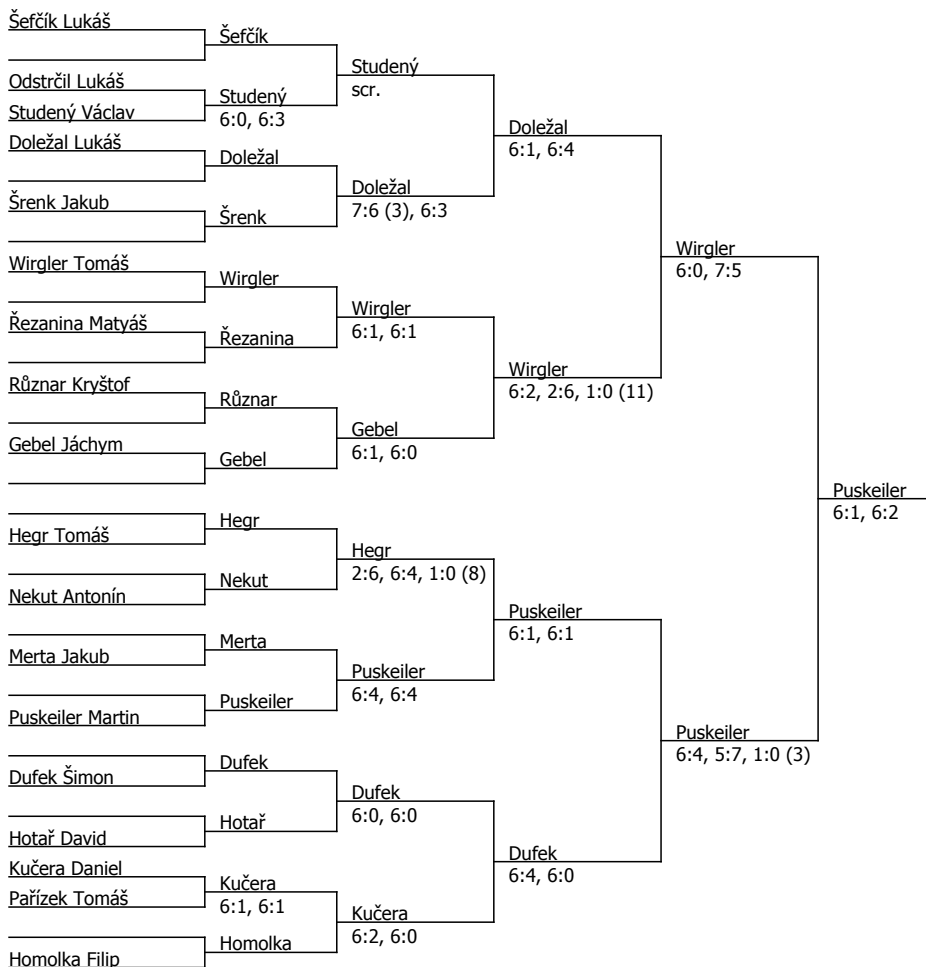 Šefčík Lukáš
Šefčík
Studený
scr.
Odstrčil Lukáš
Studený Václav
Studený
6:0, 6:3
Doležal
6:1, 6:4
Doležal Lukáš
Doležal
Doležal
7:6 (3), 6:3
Šrenk Jakub
Šrenk
Wirgler
6:0, 7:5
Wirgler Tomáš
Wirgler
Wirgler
6:1, 6:1
Řezanina Matyáš
Řezanina
Wirgler
6:2, 2:6, 1:0 (11)
Různar Kryštof
Různar
Gebel
6:1, 6:0
Gebel Jáchym
Gebel
Puskeiler
6:1, 6:2
Hegr Tomáš
Hegr
Hegr
2:6, 6:4, 1:0 (8)
Nekut Antonín
Nekut
Puskeiler
6:1, 6:1
Merta Jakub
Merta
Puskeiler
6:4, 6:4
Puskeiler Martin
Puskeiler
Puskeiler
6:4, 5:7, 1:0 (3)
Dufek Šimon
Dufek
Dufek
6:0, 6:0
Hotař David
Hotař
Dufek
6:4, 6:0
Kučera Daniel
Pařízek Tomáš
Kučera
6:1, 6:1
Kučera
6:2, 6:0
Homolka Filip
Homolka